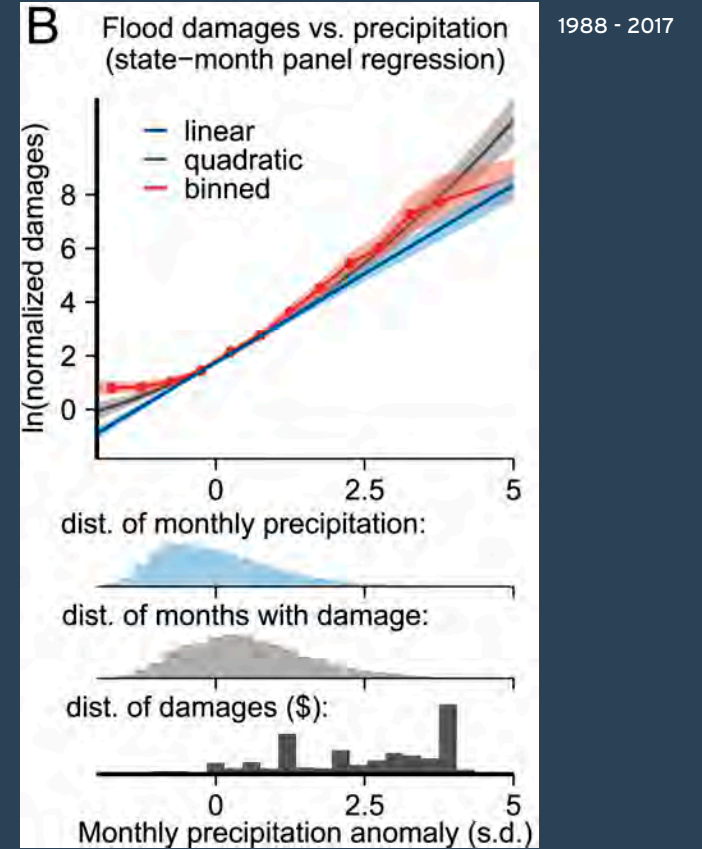 B
Flood damages vs. precipitation
(state−month panel regression)
1988 - 2017
ln(normalized damages)
linear
quadratic
binned
8
6
4
2
0
0 2.5 5
dist. of monthly precipitation:
dist. of months with damage:
dist. of damages ($):
0 2.5 5
Monthly precipitation anomaly (s.d.)